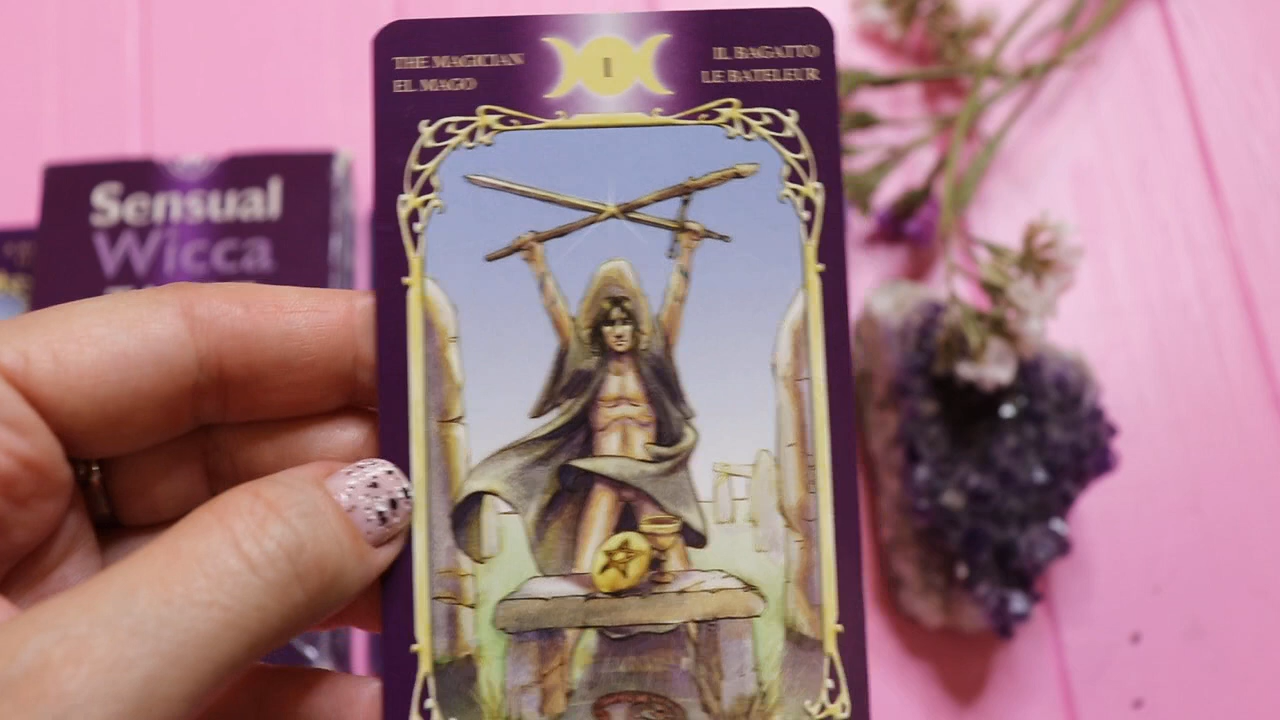 THE MAGICIAN
EL MAGO
I
IL BAGATTO
LE BATELEUR
Sensual
Wicca